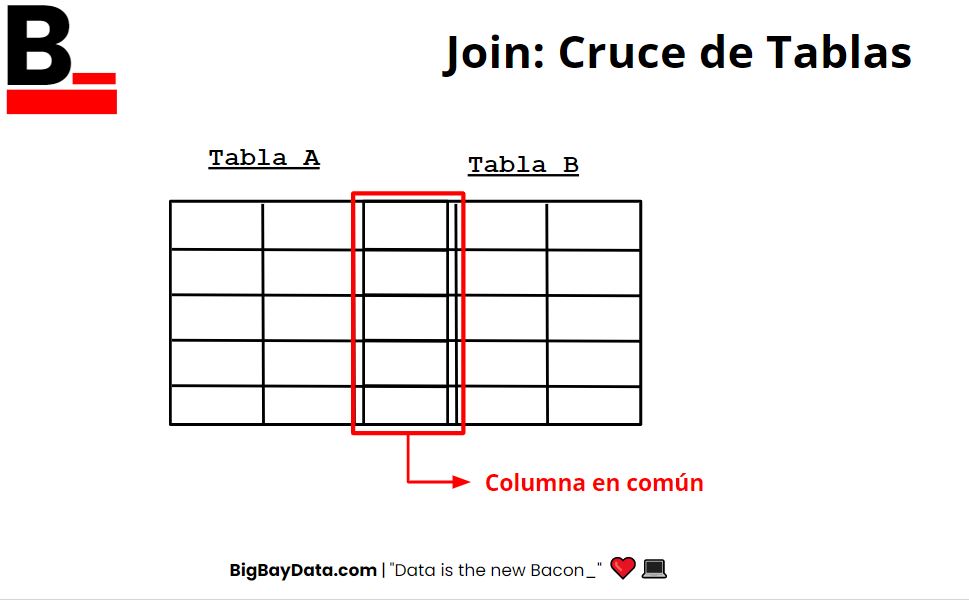 B_
Join: Cruce de Tablas
Tabla A
Tabla B
Columna en común
BigBayData.com | "Data is the new Bacon_" ❤️ 💻